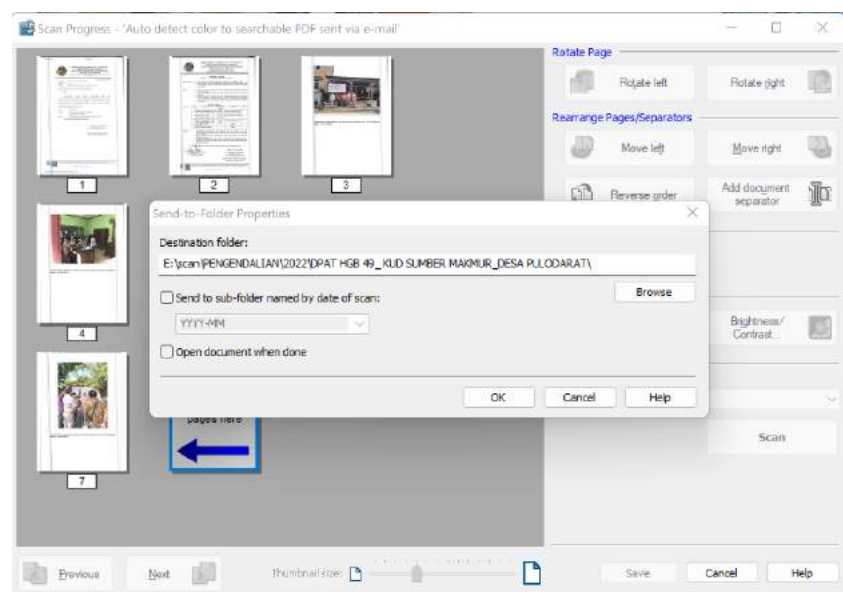 Scan Progress - 'Auto detect color to searchable PDF sent via e-mail'
Rotate Page
Rotate left
Rotate right
Rearrange Pages/Separators
Move left
Move right
Reverse order
Add document separator
1
2
3
Send-to-Folder Properties
Destination folder:
E:\scan\PENGENDALIAN\2022\DPAT HGB 49_ KUD SUMBER MAKMUR_DESA PULODARAT\
Browse
Send to sub-folder named by date of scan:
YYYY-MM
Open document when done
OK
Cancel
Help
4
Brightness/
Contrast...
pages here
Scan
7
Previous
Next
Thumbnail size:
Save
Cancel
Help